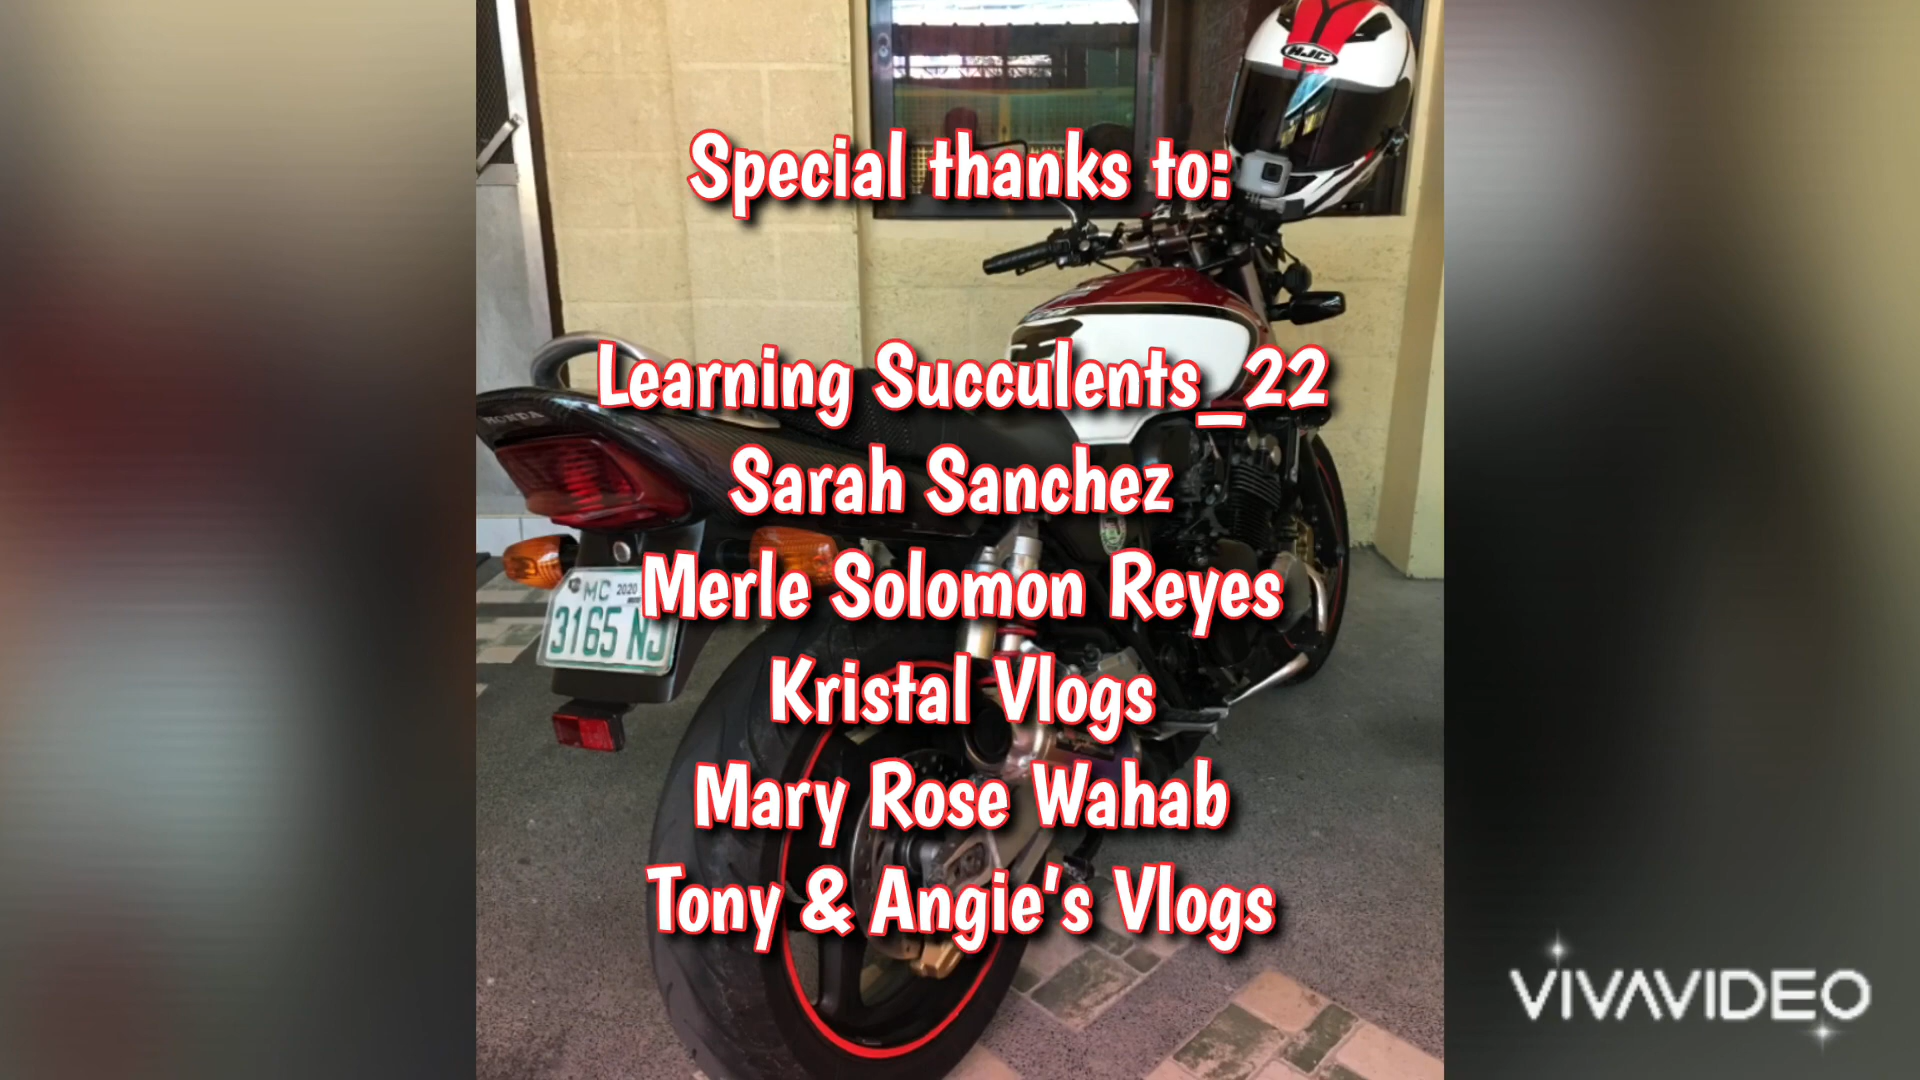 HJC
Special thanks to:
Learning Succulents_22
HONDA
Sarah Sanchez
MC 2020
Merle Solomon Reyes
3165 NJ
Kristal Vlogs
Mary Rose Wahab
Tony & Angie's Vlogs
VIVAVIDEO